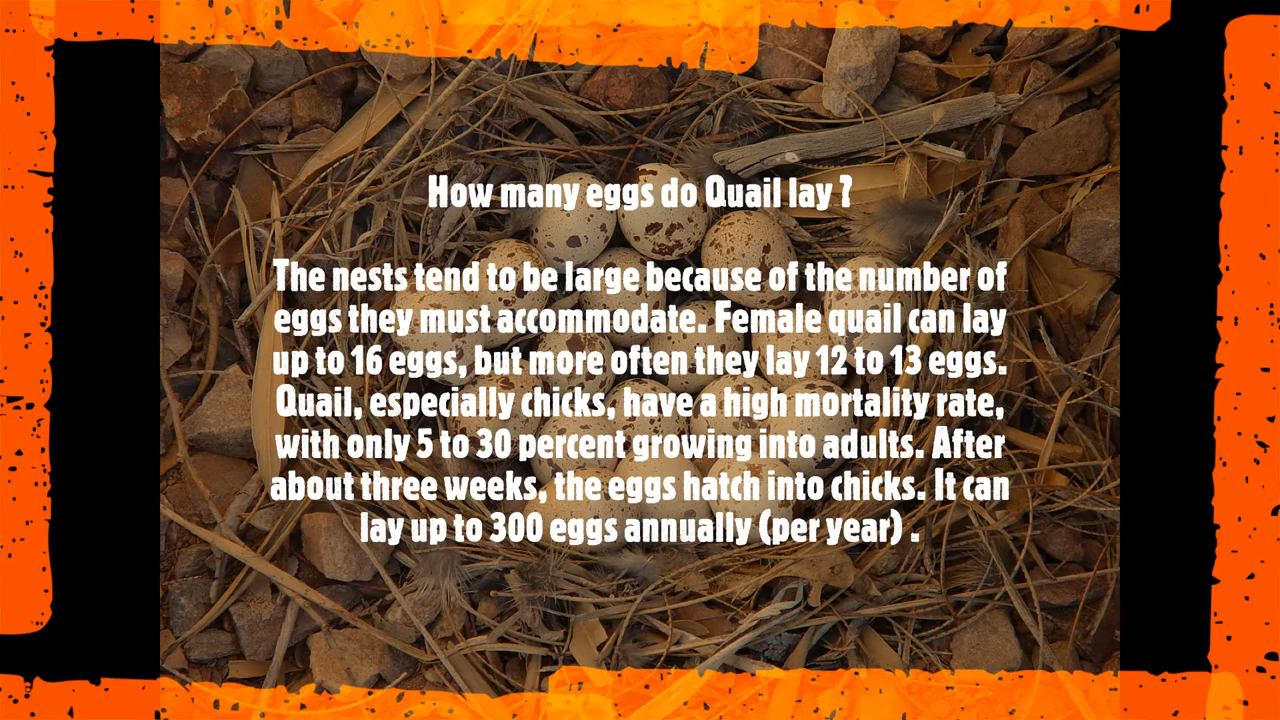 How many eggs do Quail lay ?
The nests tend to be large because of the number of
eggs they must accommodate. Female quail can lay
up to 16 eggs, but more often they lay 12 to 13 eggs.
Quail, especially chicks, have a high mortality rate,
with only 5 to 30 percent growing into adults. After
about three weeks, the eggs hatch into chicks. It can
lay up to 300 eggs annually (per year) .